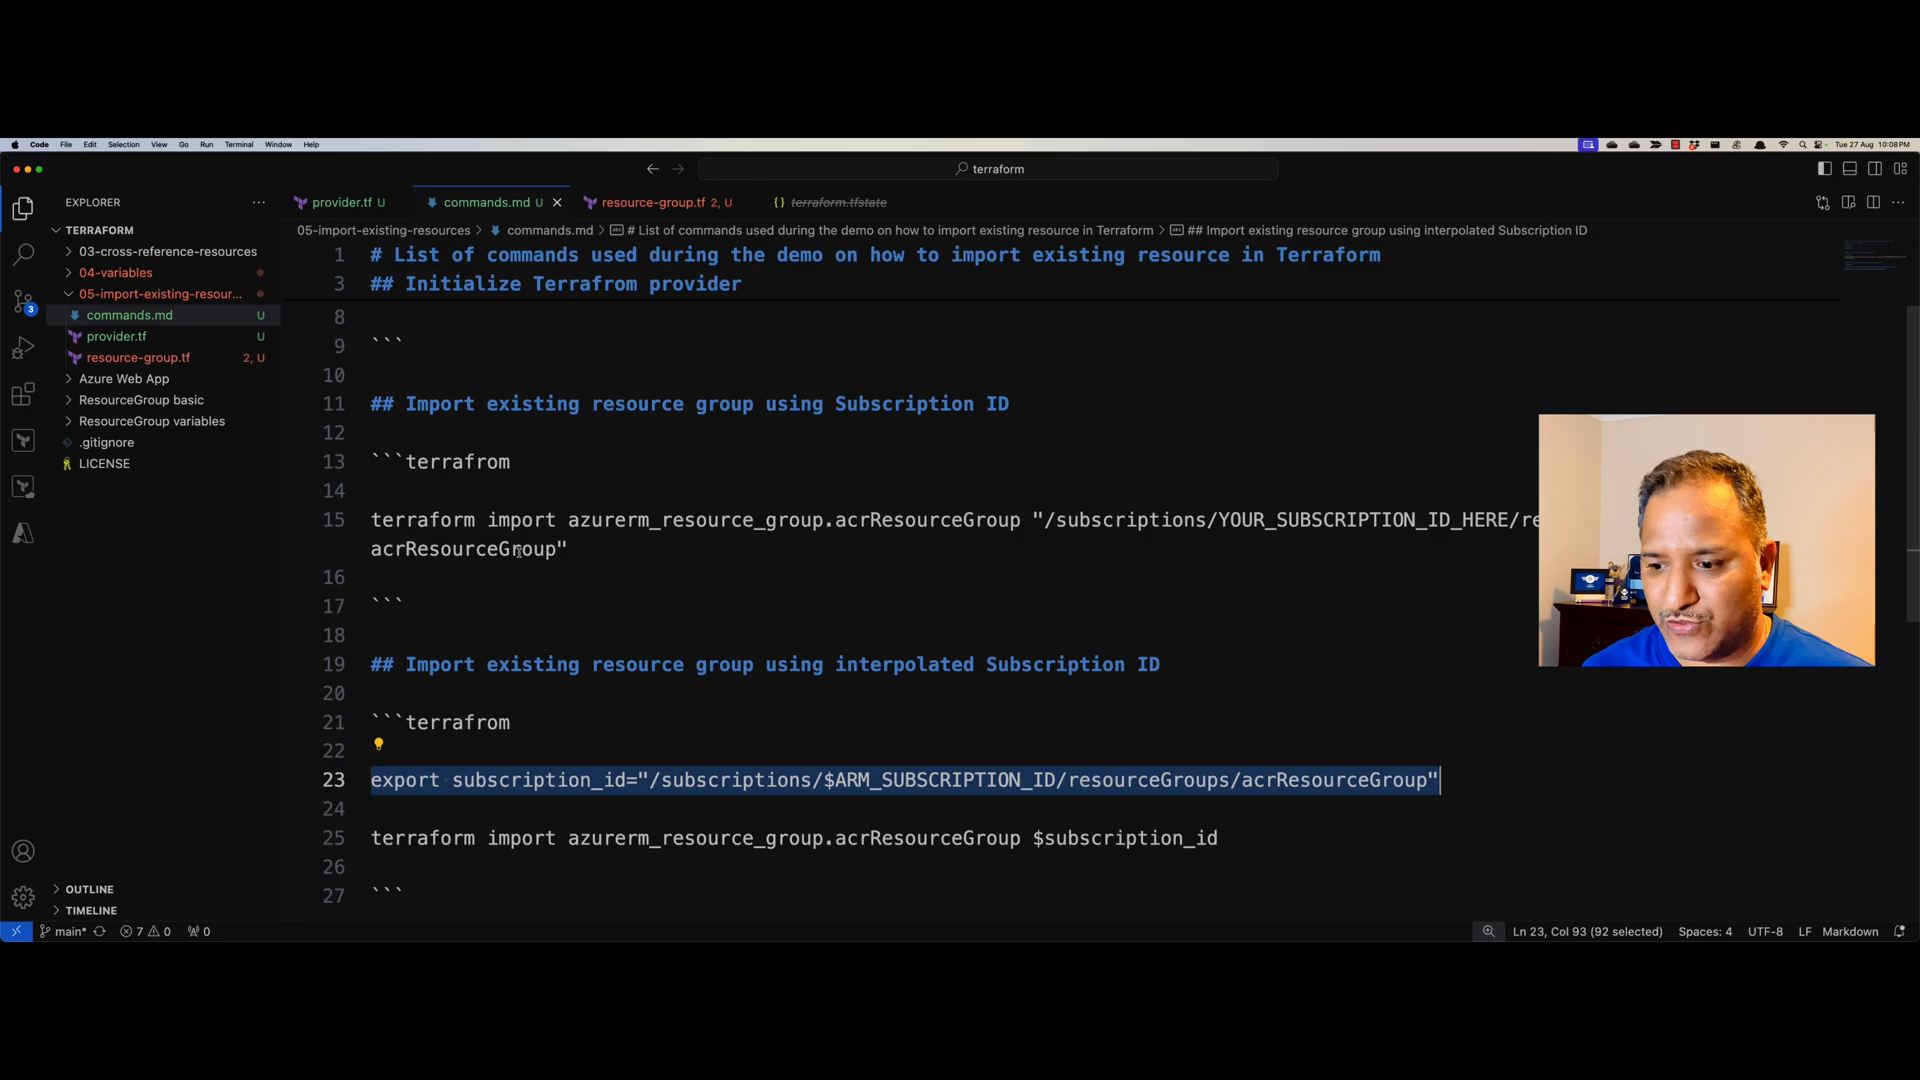 Code File Edit Selection View Go Run Terminal Window Help
Tue 27 Aug 10:08 PM
terraform
EXPLORER
provider.tf U
commands.md U
resource-group.tf 2, U
{} terraform.tfstate
TERRAFORM
03-cross-reference-resources
04-variables
05-import-existing-resour...
commands.md U
provider.tf U
resource-group.tf 2, U
Azure Web App
ResourceGroup basic
ResourceGroup variables
.gitignore
LICENSE
3
05-import-existing-resources > commands.md > # List of commands used during the demo on how to import existing resource in Terraform > ## Import existing resource group using interpolated Subscription ID
1 # List of commands used during the demo on how to import existing resource in Terraform
3 ## Initialize Terrafrom provider
8
9 ```
10
11 ## Import existing resource group using Subscription ID
12
13 ```terrafrom
14
15 terraform import azurerm_resource_group.acrResourceGroup "/subscriptions/YOUR_SUBSCRIPTION_ID_HERE/re
acrResourceGroup"
16
17 ```
18
19 ## Import existing resource group using interpolated Subscription ID
20
21 ```terrafrom
22
23 export subscription_id="/subscriptions/$ARM_SUBSCRIPTION_ID/resourceGroups/acrResourceGroup"
24
25 terraform import azurerm_resource_group.acrResourceGroup $subscription_id
26
27 ```
OUTLINE
TIMELINE
main* 7 0 0
Ln 23, Col 93 (92 selected) Spaces: 4 UTF-8 LF Markdown